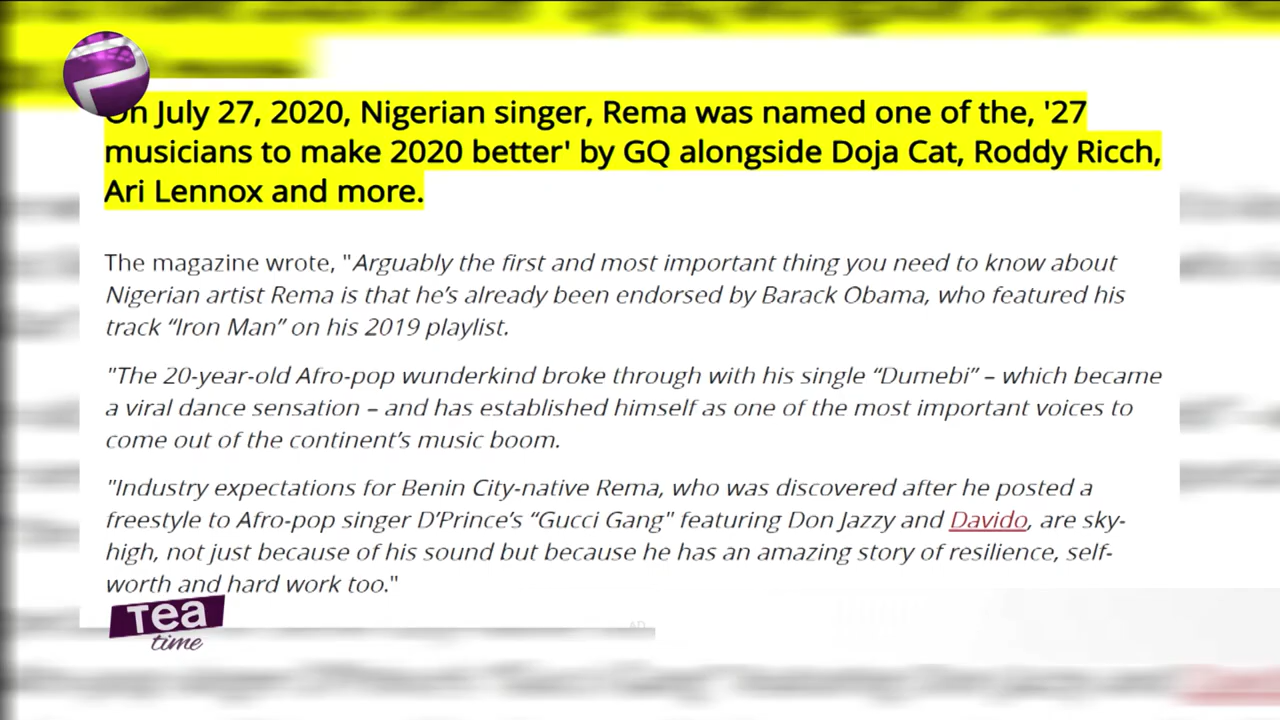 On July 27, 2020, Nigerian singer, Rema was named one of the, '27
musicians to make 2020 better' by GQ alongside Doja Cat, Roddy Ricch,
Ari Lennox and more.
The magazine wrote, "Arguably the first and most important thing you need to know about
Nigerian artist Rema is that he's already been endorsed by Barack Obama, who featured his
track “Iron Man” on his 2019 playlist.
"The 20-year-old Afro-pop wunderkind broke through with his single “Dumebi” – which became
a viral dance sensation – and has established himself as one of the most important voices to
come out of the continent's music boom.
"Industry expectations for Benin City-native Rema, who was discovered after he posted a
freestyle to Afro-pop singer D'Prince's “Gucci Gang" featuring Don Jazzy and Davido, are sky-
high, not just because of his sound but because he has an amazing story of resilience, self-
worth and hard work too."
Tea
time
AD